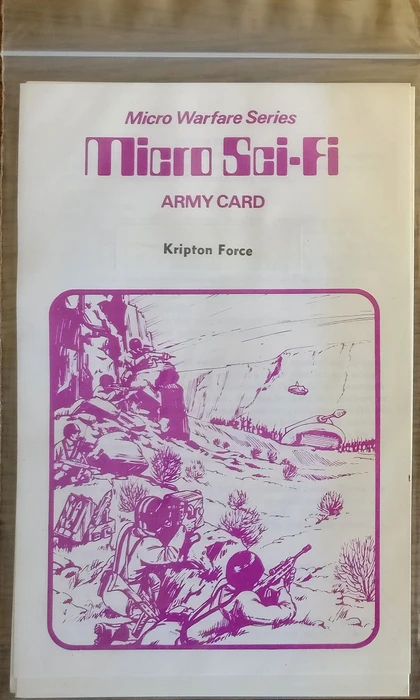 Micro Warfare Series
Micro Sci-Fi
ARMY CARD
Kripton Force